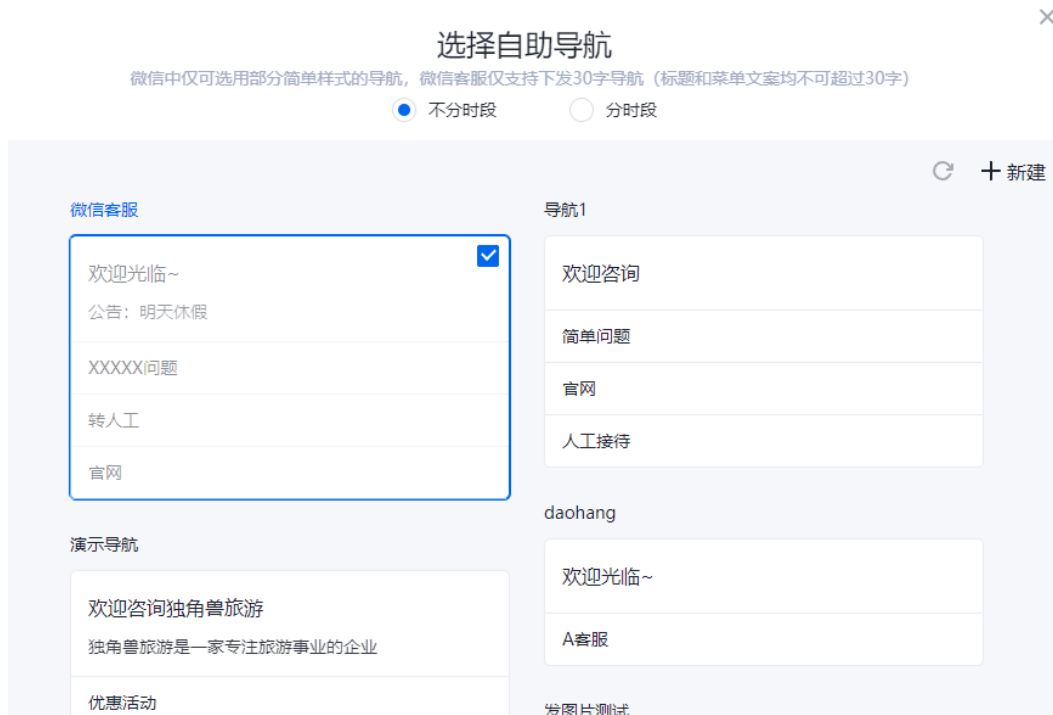 选择自助导航
微信中仅可选用部分简单样式的导航，微信客服仅支持下发30字导航（标题和菜单文案均不可超过30字）
不分时段 分时段
新建
微信客服
欢迎光临~
公告：明天休假
XXXXX问题
转人工
官网
演示导航
欢迎咨询独角兽旅游
独角兽旅游是一家专注旅游事业的企业
优惠活动
导航1
欢迎咨询
简单问题
官网
人工接待
daohang
欢迎光临~
A客服
发图片测试